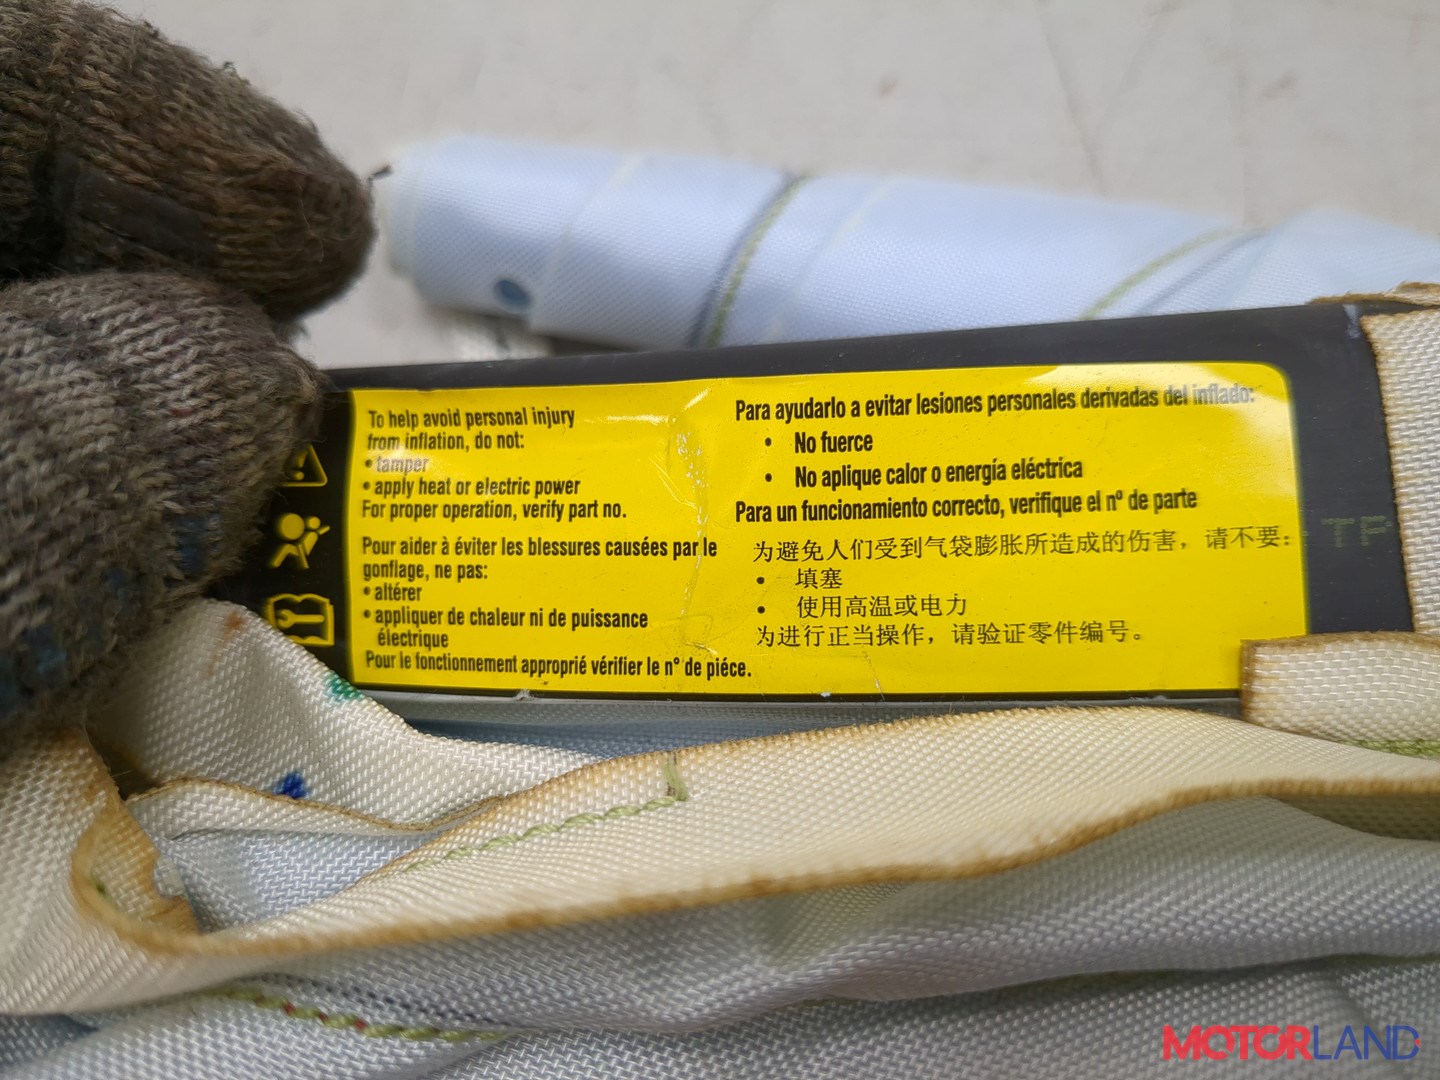 To help avoid personal injury
from inflation, do not:
• tamper
• apply heat or electric power
For proper operation, verify part no.
Pour aider à éviter les blessures causées par le
gonflage, ne pas:
• altérer
• appliquer de chaleur ni de puissance
électrique
Pour le fonctionnement approprié vérifier le nº de piéce.
Para ayudarlo a evitar lesiones personales derivadas del inflado:
• No fuerce
• No aplique calor o energía eléctrica
Para un funcionamiento correcto, verifique el nº de parte
为避免人们受到气袋膨胀所造成的伤害，请不要：
• 填塞
• 使用高温或电力
为进行正当操作，请验证零件编号。
MOTORLAND